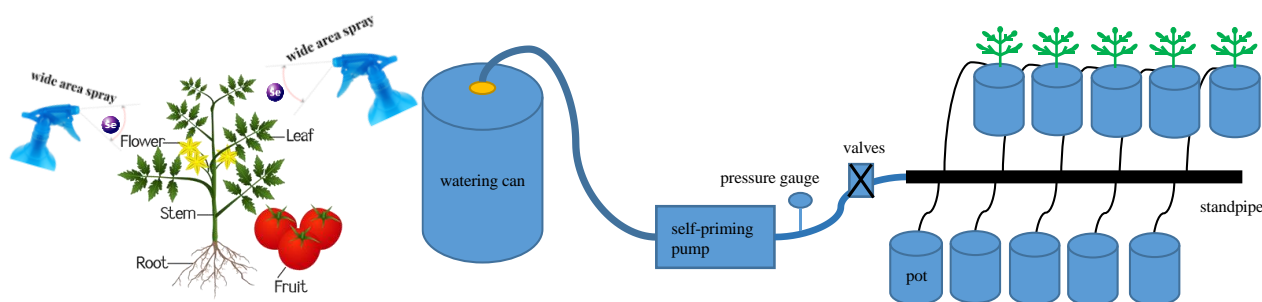 wide area spray
wide area spray
Se
Se
Flower
Leaf
Stem
Root
Fruit
watering can
self-priming
pump
pressure gauge
valves
standpipe
pot